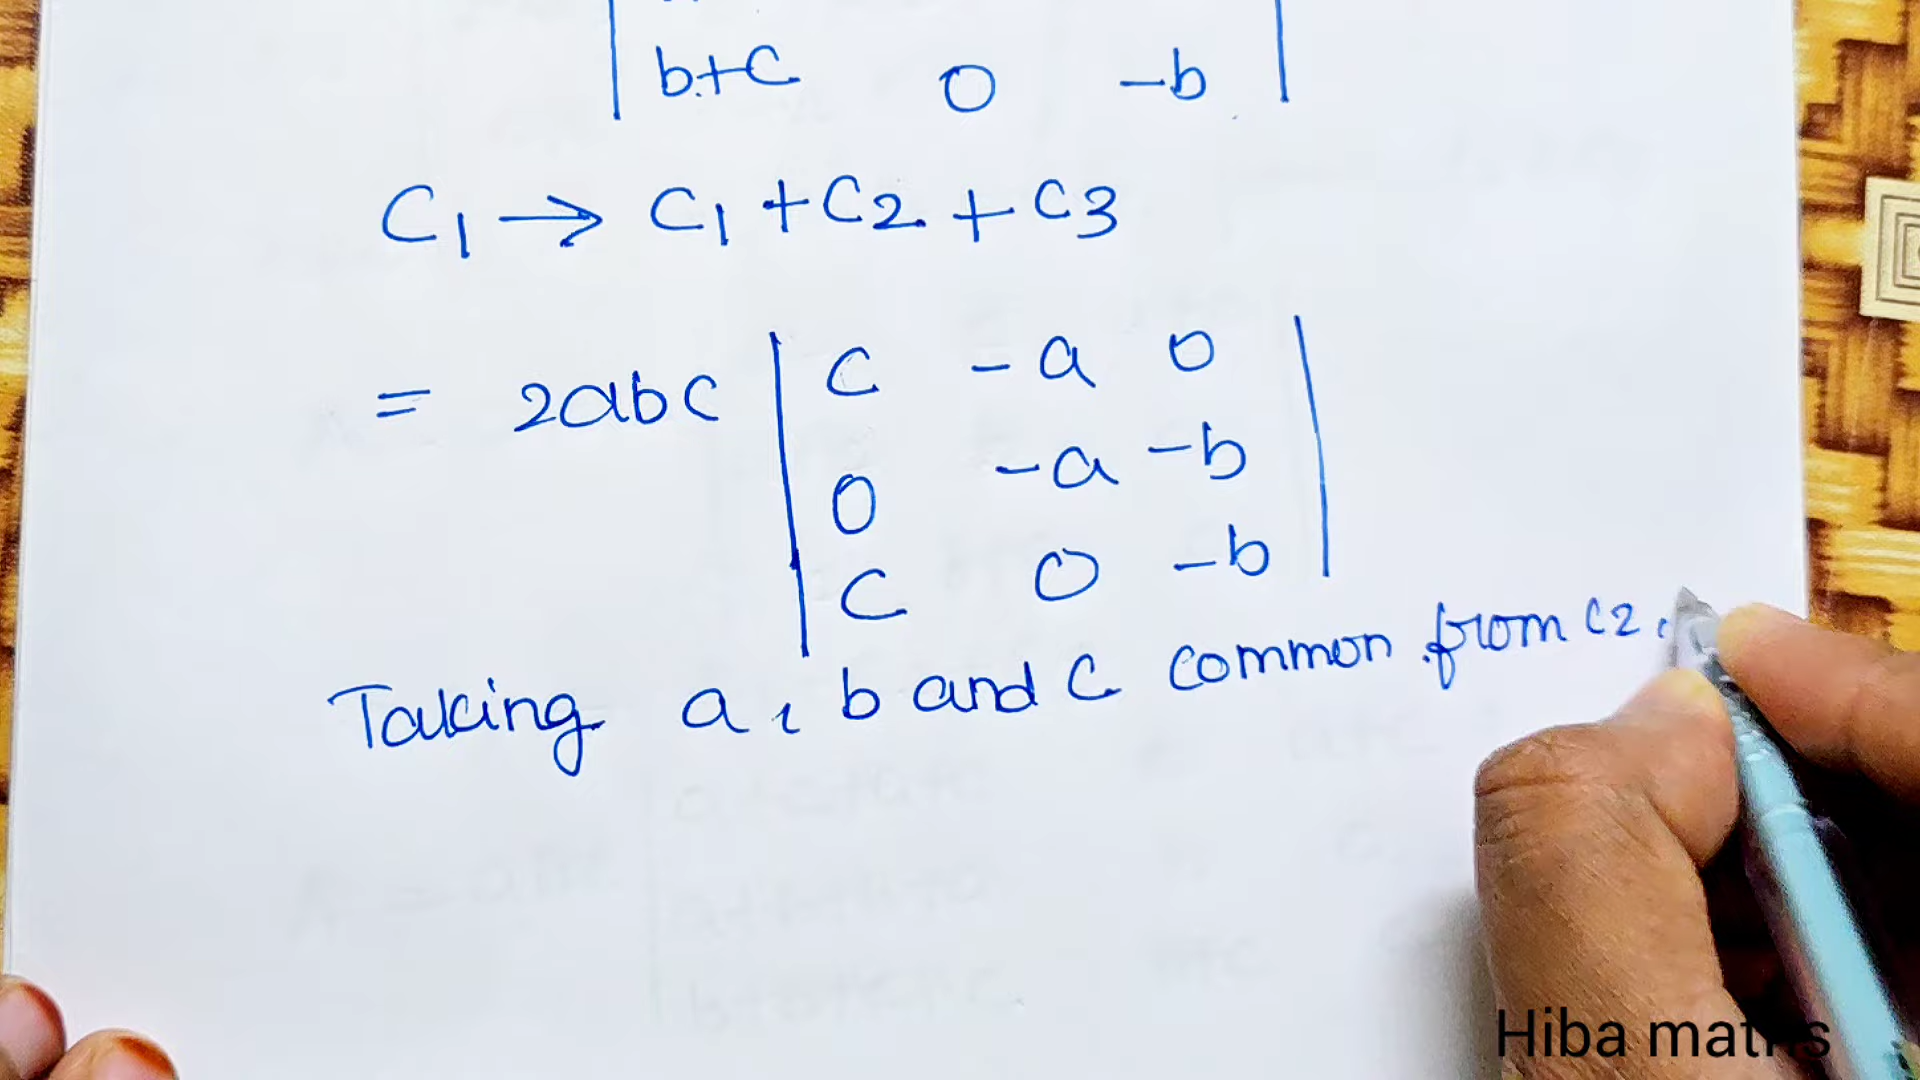 b+c 0 -b
C1 → C1 + C2 + C3
= 2abc | c -a 0 |
0 -a -b
c 0 -b
Taking a, b and c common from c2,
Hiba maths